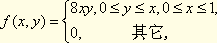 f(x, y) = { 8xy, 0 ≤ y ≤ x, 0 ≤ x ≤ 1,
0, 其它,